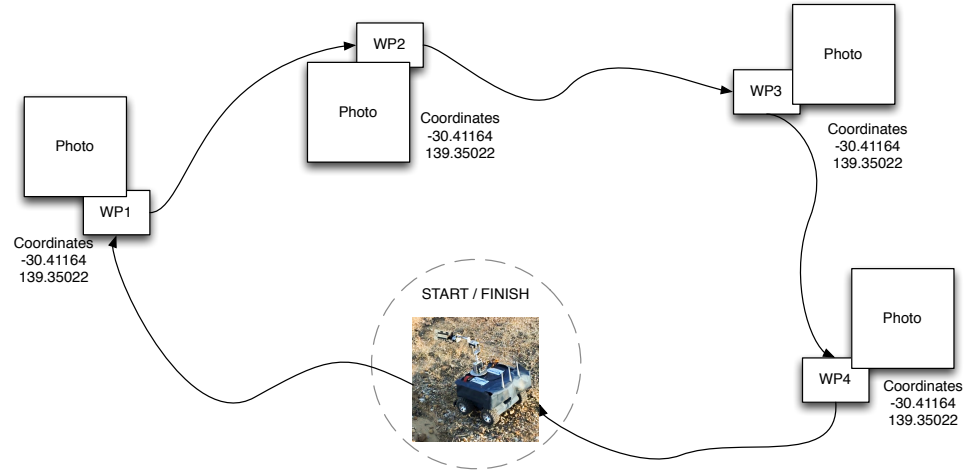 WP2
Photo
Coordinates
-30.41164
139.35022
Photo
WP3
Coordinates
-30.41164
139.35022
Photo
WP1
Coordinates
-30.41164
139.35022
START / FINISH
Photo
WP4
Coordinates
-30.41164
139.35022